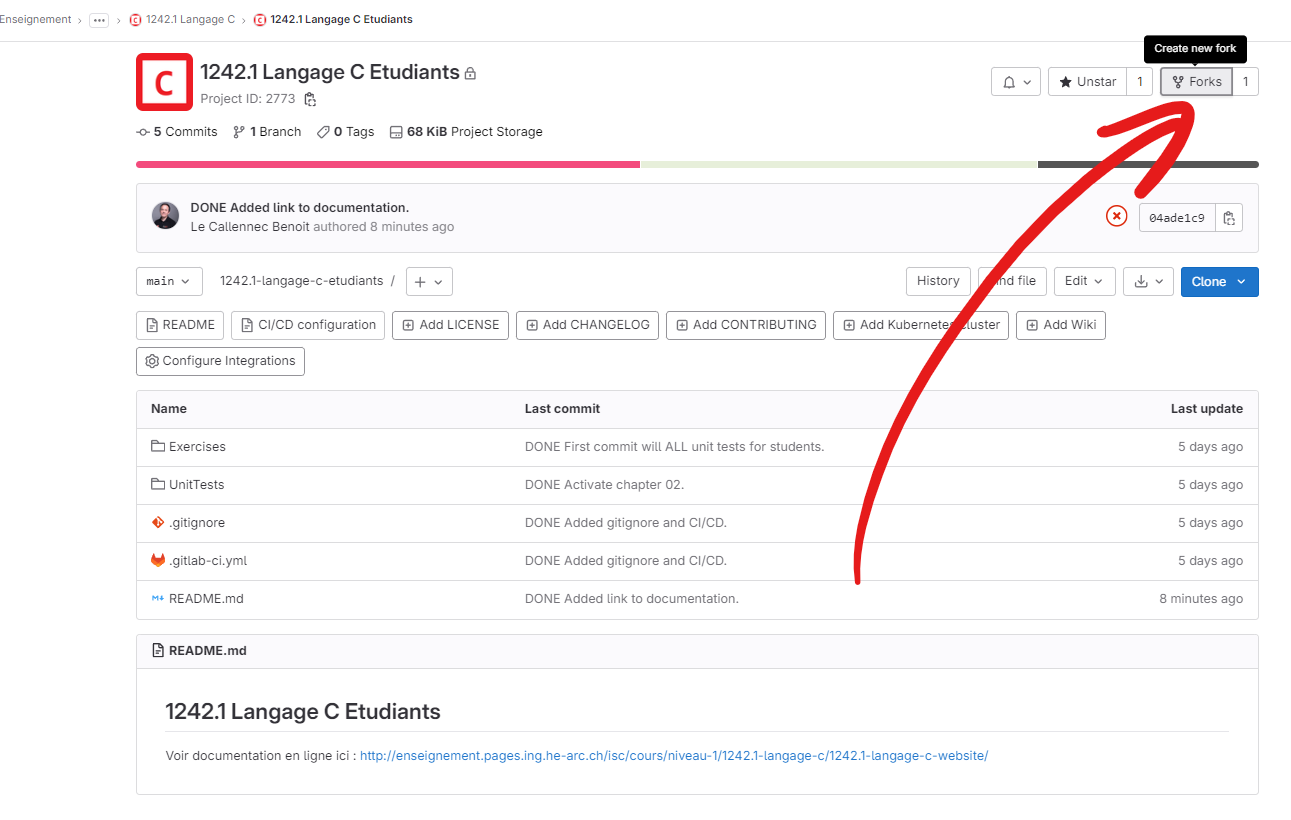 Enseignement › ··· › C 1242.1 Langage C › C 1242.1 Langage C Etudiants
Create new fork
C 1242.1 Langage C Etudiants
Unstar 1 Forks 1
Project ID: 2773
5 Commits 1 Branch 0 Tags 68 KiB Project Storage
DONE Added link to documentation.
Le Callennec Benoit authored 8 minutes ago
04ade1c9
main 1242.1-langage-c-etudiants / + History nd file Edit Clone
README CI/CD configuration Add LICENSE Add CHANGELOG Add CONTRIBUTING Add Kubernetes cluster Add Wiki
Configure Integrations
Name Last commit Last update
Exercises DONE First commit will ALL unit tests for students. 5 days ago
UnitTests DONE Activate chapter 02. 5 days ago
.gitignore DONE Added gitignore and CI/CD. 5 days ago
.gitlab-ci.yml DONE Added gitignore and CI/CD. 5 days ago
README.md DONE Added link to documentation. 8 minutes ago
README.md
1242.1 Langage C Etudiants
Voir documentation en ligne ici : http://enseignement.pages.ing.he-arc.ch/isc/cours/niveau-1/1242.1-langage-c/1242.1-langage-c-website/